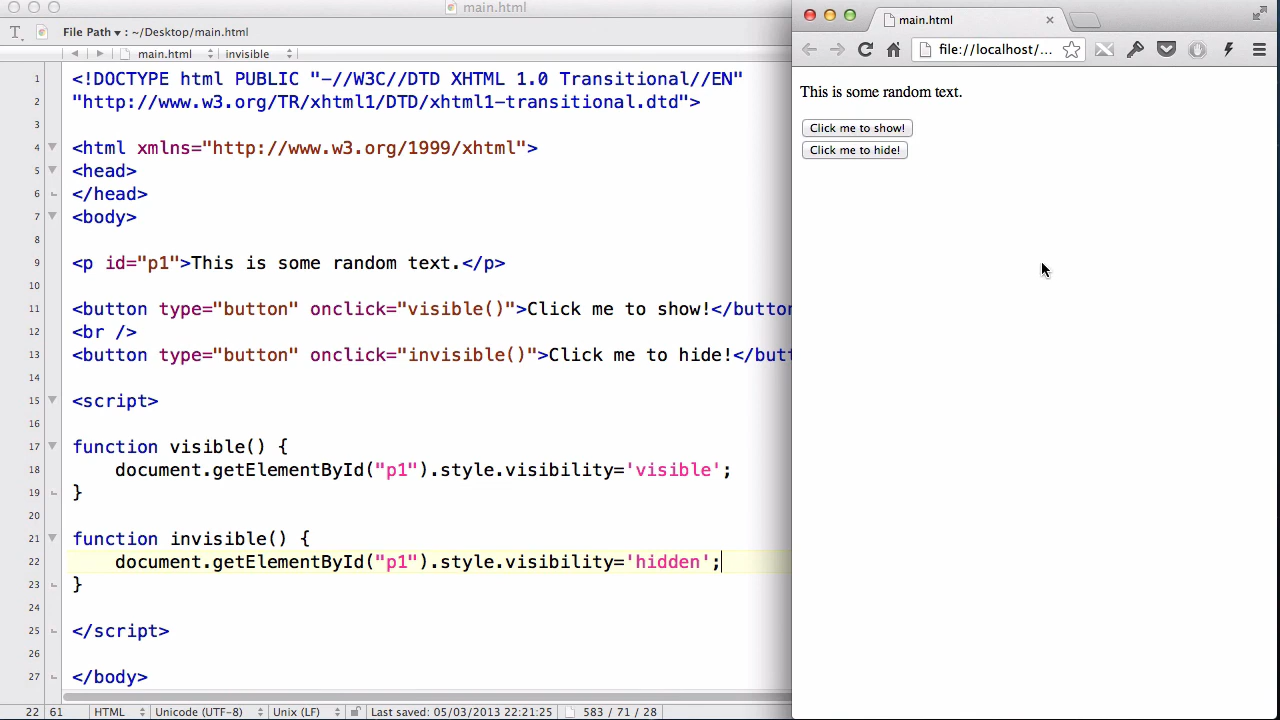 main.html
File Path ▾ : ~/Desktop/main.html
main.html invisible
1 <!DOCTYPE html PUBLIC "-//W3C//DTD XHTML 1.0 Transitional//EN"
2 "http://www.w3.org/TR/xhtml1/DTD/xhtml1-transitional.dtd">
3
4 <html xmlns="http://www.w3.org/1999/xhtml">
5 <head>
6 </head>
7 <body>
8
9 <p id="p1">This is some random text.</p>
10
11 <button type="button" onclick="visible()">Click me to show!</button
12 <br />
13 <button type="button" onclick="invisible()">Click me to hide!</butt
14
15 <script>
16
17 function visible() {
18 document.getElementById("p1").style.visibility='visible';
19 }
20
21 function invisible() {
22 document.getElementById("p1").style.visibility='hidden';
23 }
24
25 </script>
26
27 </body>
22 61 HTML Unicode (UTF-8) Unix (LF) Last saved: 05/03/2013 22:21:25 583 / 71 / 28
main.html
file://localhost/...
This is some random text.
Click me to show!
Click me to hide!